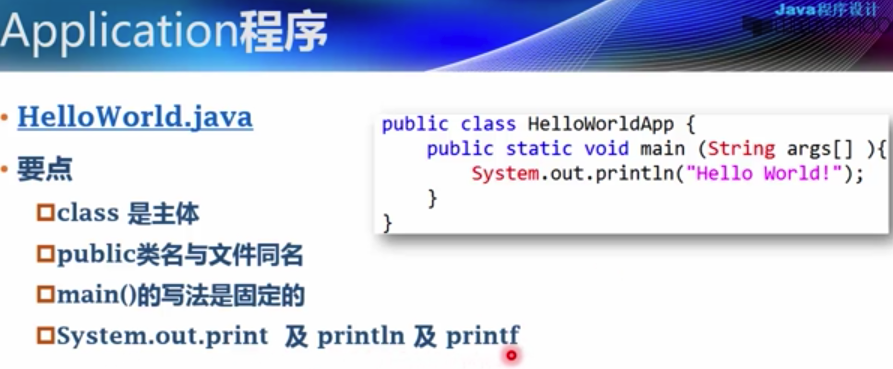 Application程序
Java程序设计
• HelloWorld.java
• 要点
class 是主体
public类名与文件同名
main()的写法是固定的
System.out.print 及 println 及 printf
public class HelloWorldApp {
    public static void main (String args[] ){
        System.out.println("Hello World!");
    }
}